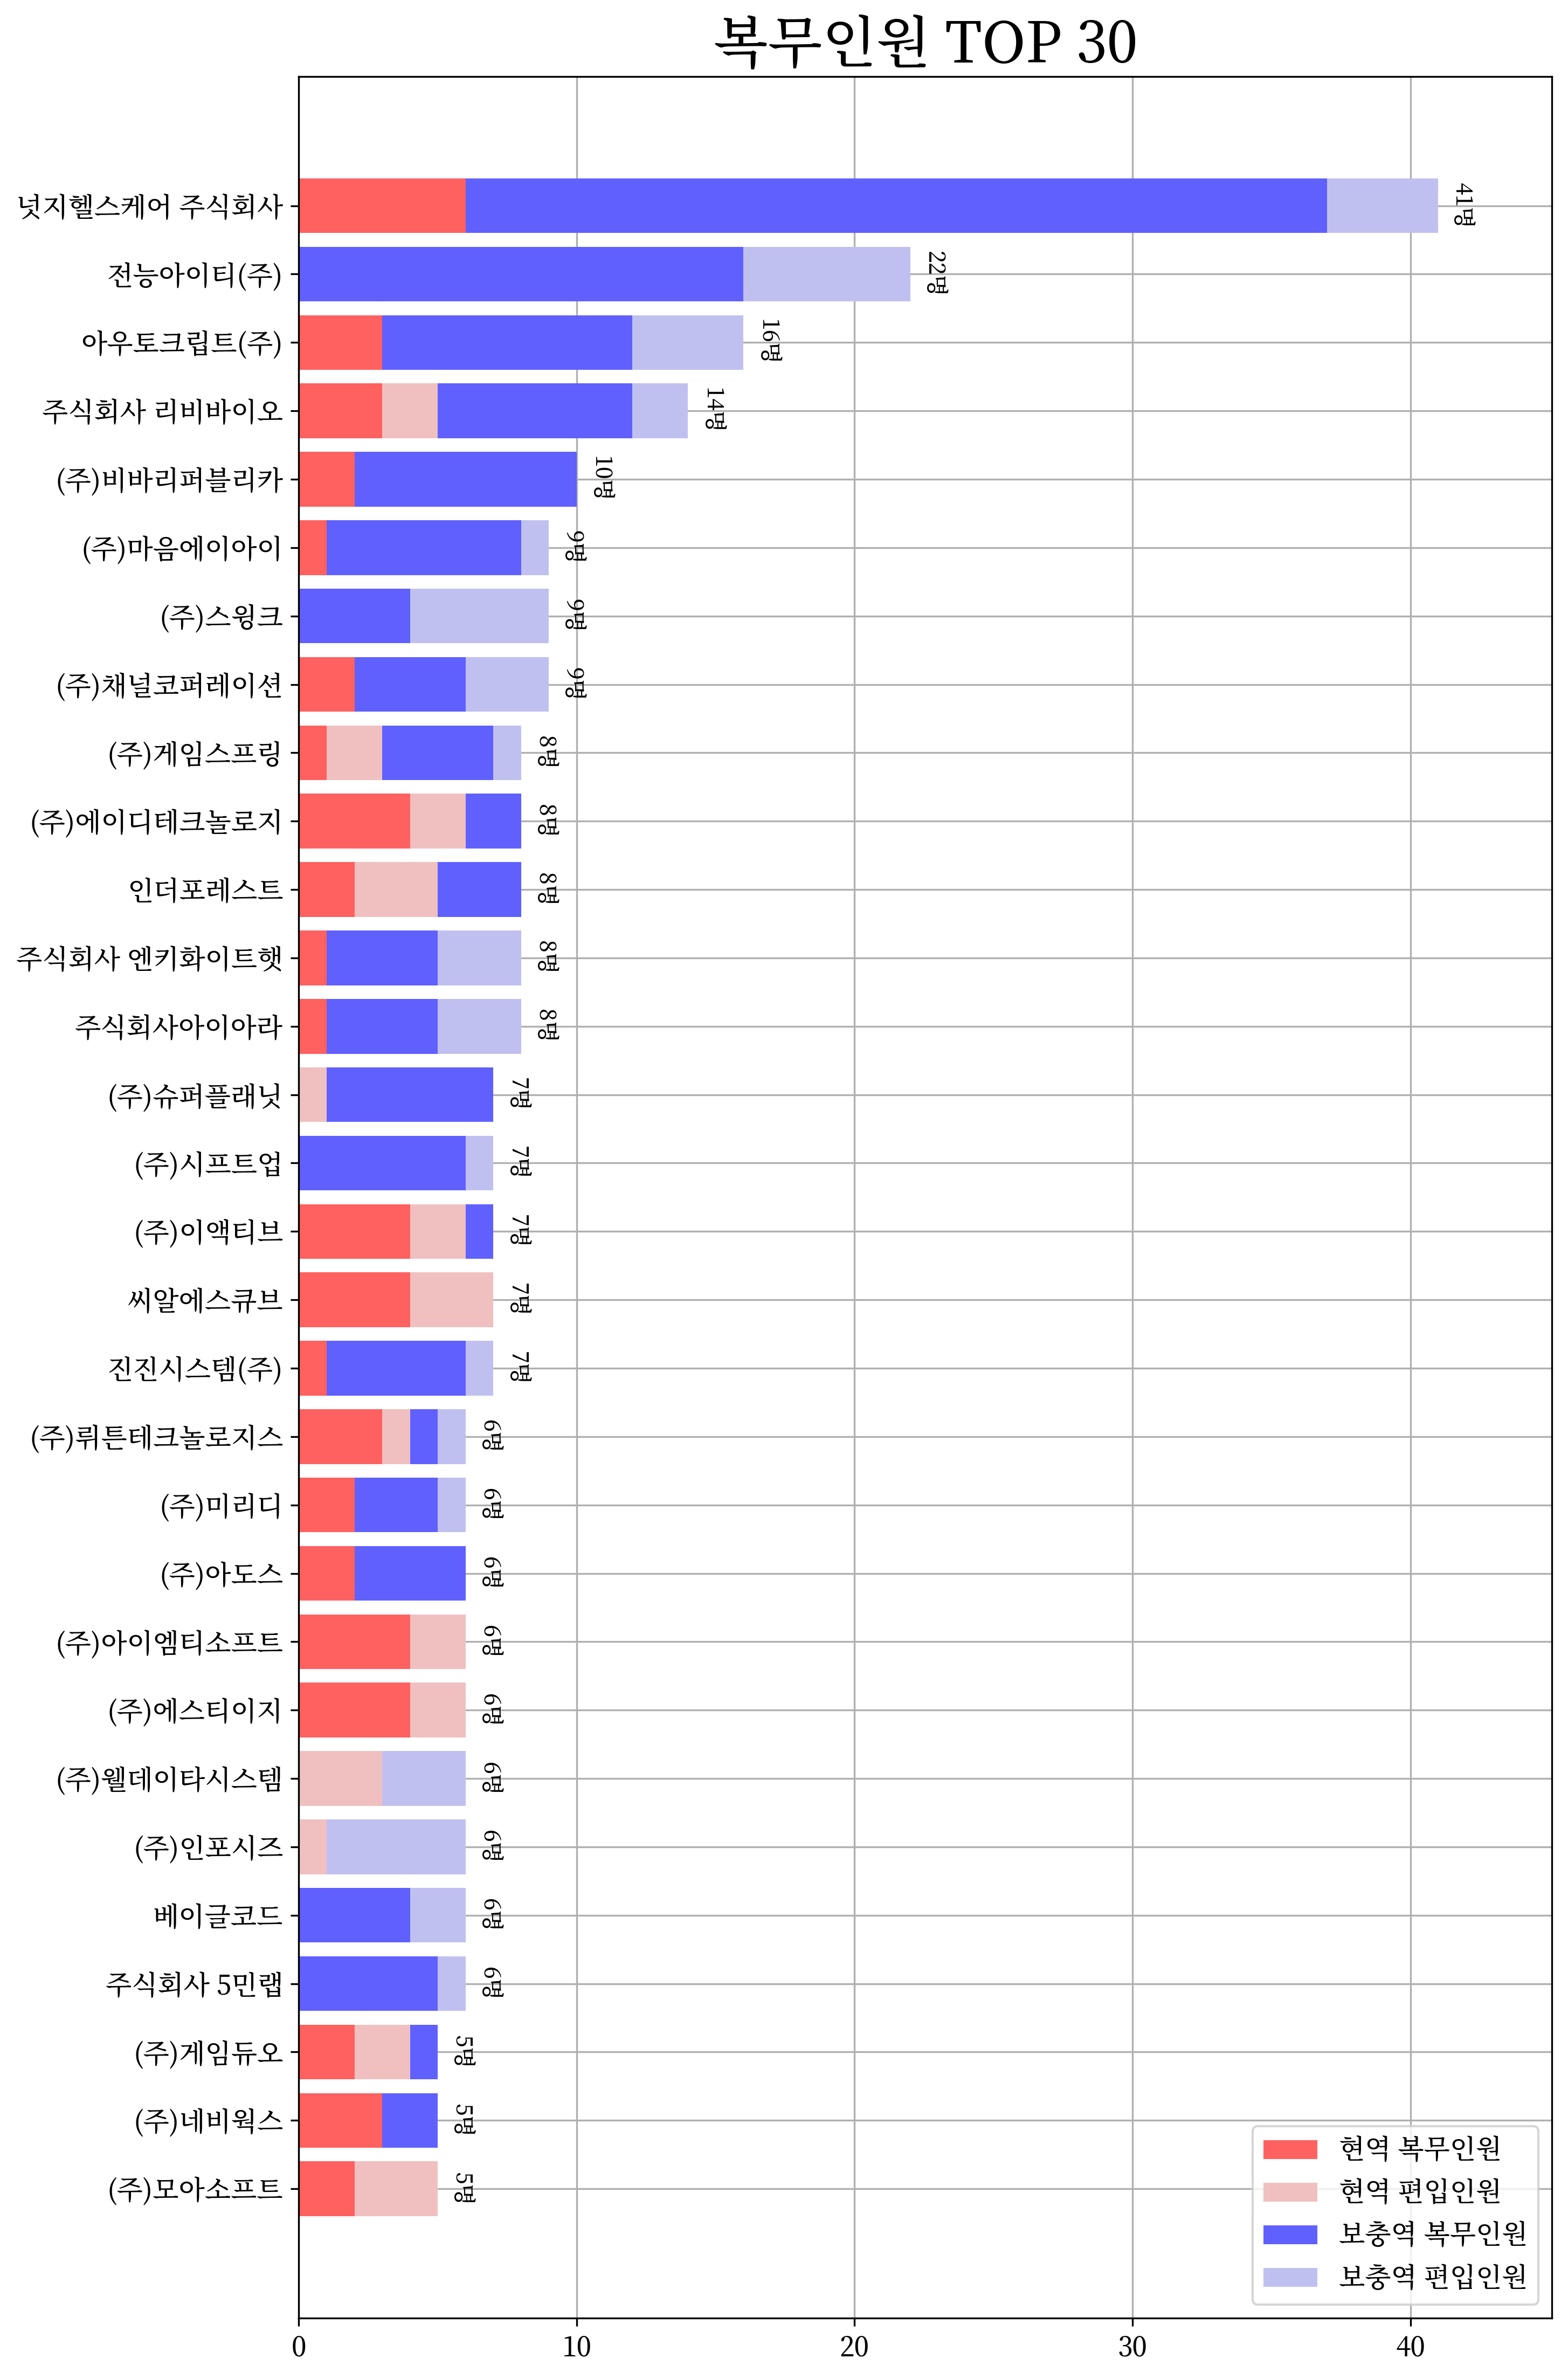 복무인원 TOP 30
넛지헬스케어 주식회사 41명
전능아이티(주) 22명
아우토크립트(주) 16명
주식회사 리비바이오 14명
(주)비바리퍼블리카 10명
(주)마음에이아이 9명
(주)스윙크 9명
(주)채널코퍼레이션 9명
(주)게임스프링 8명
(주)에이디테크놀로지 8명
인더포레스트 8명
주식회사 엔키화이트햇 8명
주식회사아이아라 8명
(주)슈퍼플래닛 7명
(주)시프트업 7명
(주)이액티브 7명
씨알에스큐브 7명
진진시스템(주) 7명
(주)뤼튼테크놀로지스 6명
(주)미리디 6명
(주)아도스 6명
(주)아이엠티소프트 6명
(주)에스티이지 6명
(주)웰데이타시스템 6명
(주)인포시즈 6명
베이글코드 6명
주식회사 5민랩 6명
(주)게임듀오 5명
(주)네비웍스 5명
(주)모아소프트 5명
현역 복무인원
현역 편입인원
보충역 복무인원
보충역 편입인원
0 10 20 30 40